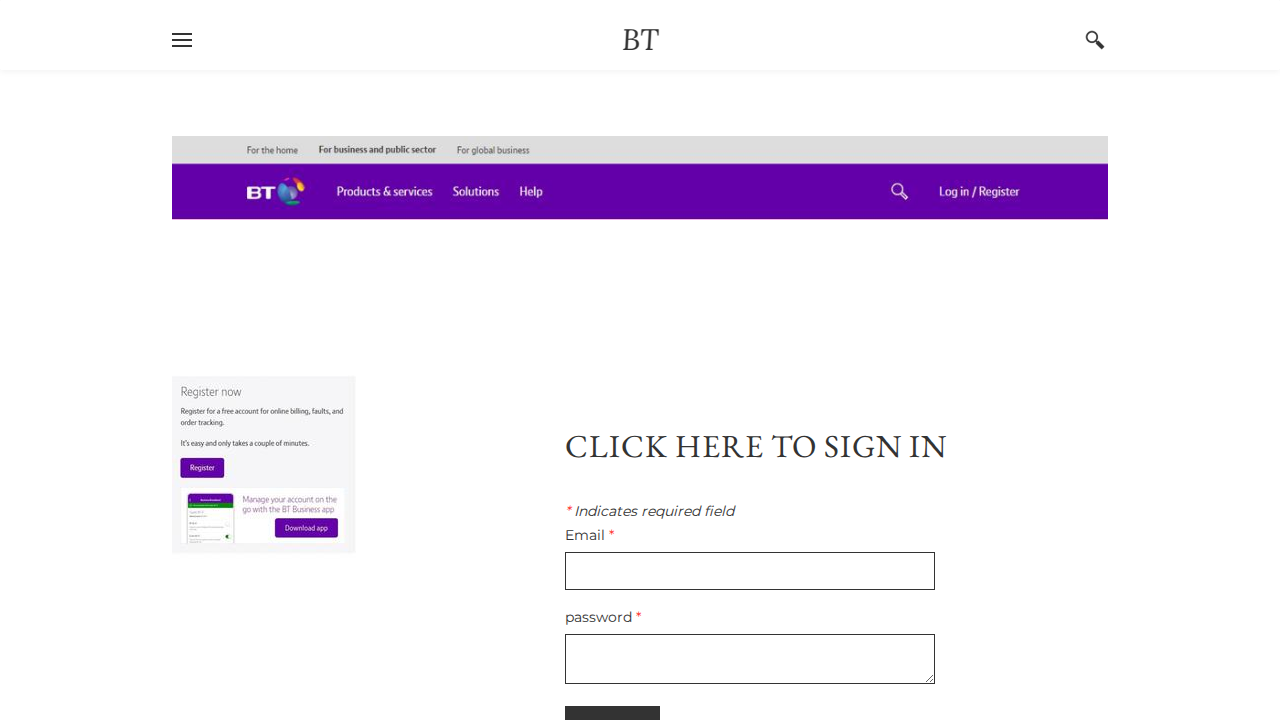 BT
For the home For business and public sector For global business
BT Products & services Solutions Help Log in / Register
Register now
Register for a free account for online billing, faults, and
order tracking.
It's easy and only takes a couple of minutes.
Register
Manage your account on the
go with the BT Business app
Download app
CLICK HERE TO SIGN IN
* Indicates required field
Email *
password *